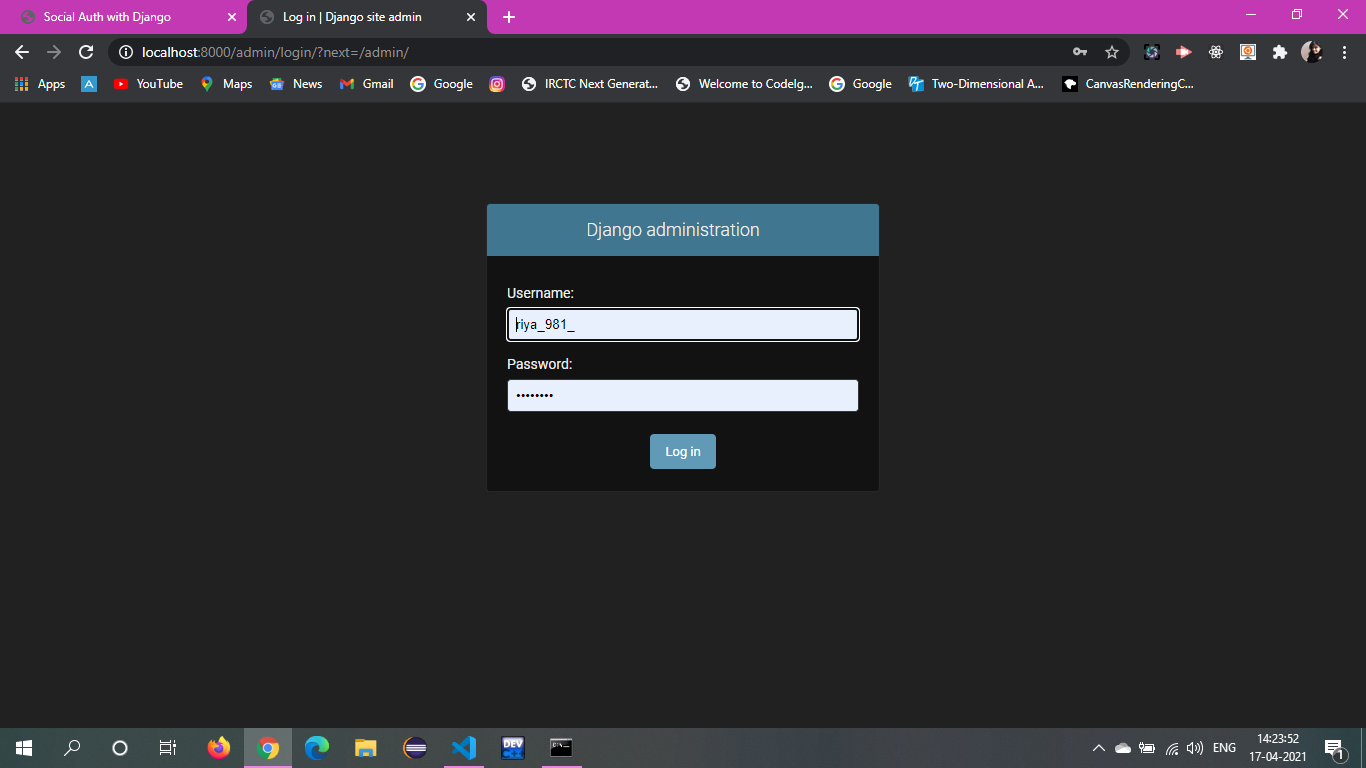 Social Auth with Django
Log in | Django site admin
localhost:8000/admin/login/?next=/admin/
Apps
A
YouTube
Maps
News
Gmail
Google
IRCTC Next Generat...
Welcome to CodeIg...
Google
Two-Dimensional A...
CanvasRenderingC...
Django administration
Username:
riya_981_
Password:
••••••••
Log in
DEV
ENG
14:23:52
17-04-2021
1